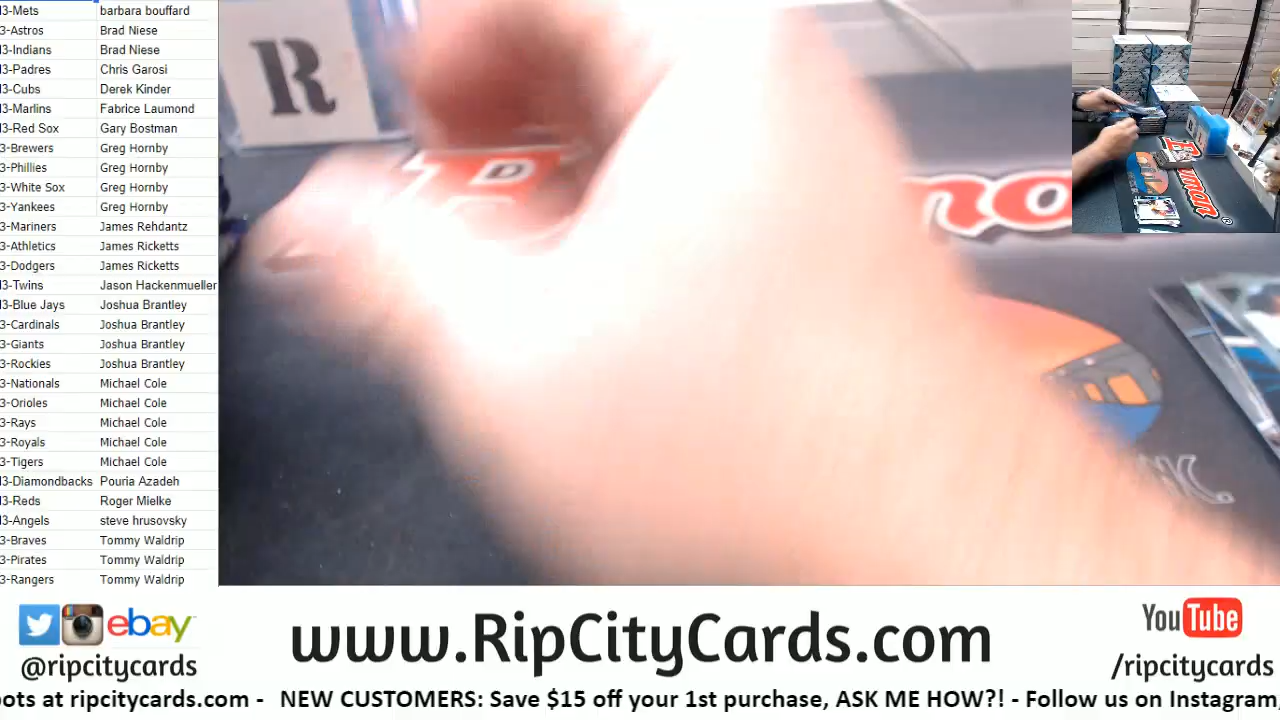 3-Mets barbara bouffard
3-Astros Brad Niese
3-Indians Brad Niese
3-Padres Chris Garosi
3-Cubs Derek Kinder
3-Marlins Fabrice Laumond
3-Red Sox Gary Bostman
3-Brewers Greg Hornby
3-Phillies Greg Hornby
3-White Sox Greg Hornby
3-Yankees Greg Hornby
3-Mariners James Rehdantz
3-Athletics James Ricketts
3-Dodgers James Ricketts
3-Twins Jason Hackenmueller
3-Blue Jays Joshua Brantley
3-Cardinals Joshua Brantley
3-Giants Joshua Brantley
3-Rockies Joshua Brantley
3-Nationals Michael Cole
3-Orioles Michael Cole
3-Rays Michael Cole
3-Royals Michael Cole
3-Tigers Michael Cole
3-Diamondbacks Pouria Azadeh
3-Reds Roger Mielke
3-Angels steve hrusovsky
3-Braves Tommy Waldrip
3-Pirates Tommy Waldrip
3-Rangers Tommy Waldrip
R
D
ebay
@ripcitycards
www.RipCityCards.com
YouTube
/ripcitycards
at ripcitycards.com - NEW CUSTOMERS: Save $15 off your 1st purchase, ASK ME HOW?! - Follow us on Instagram,